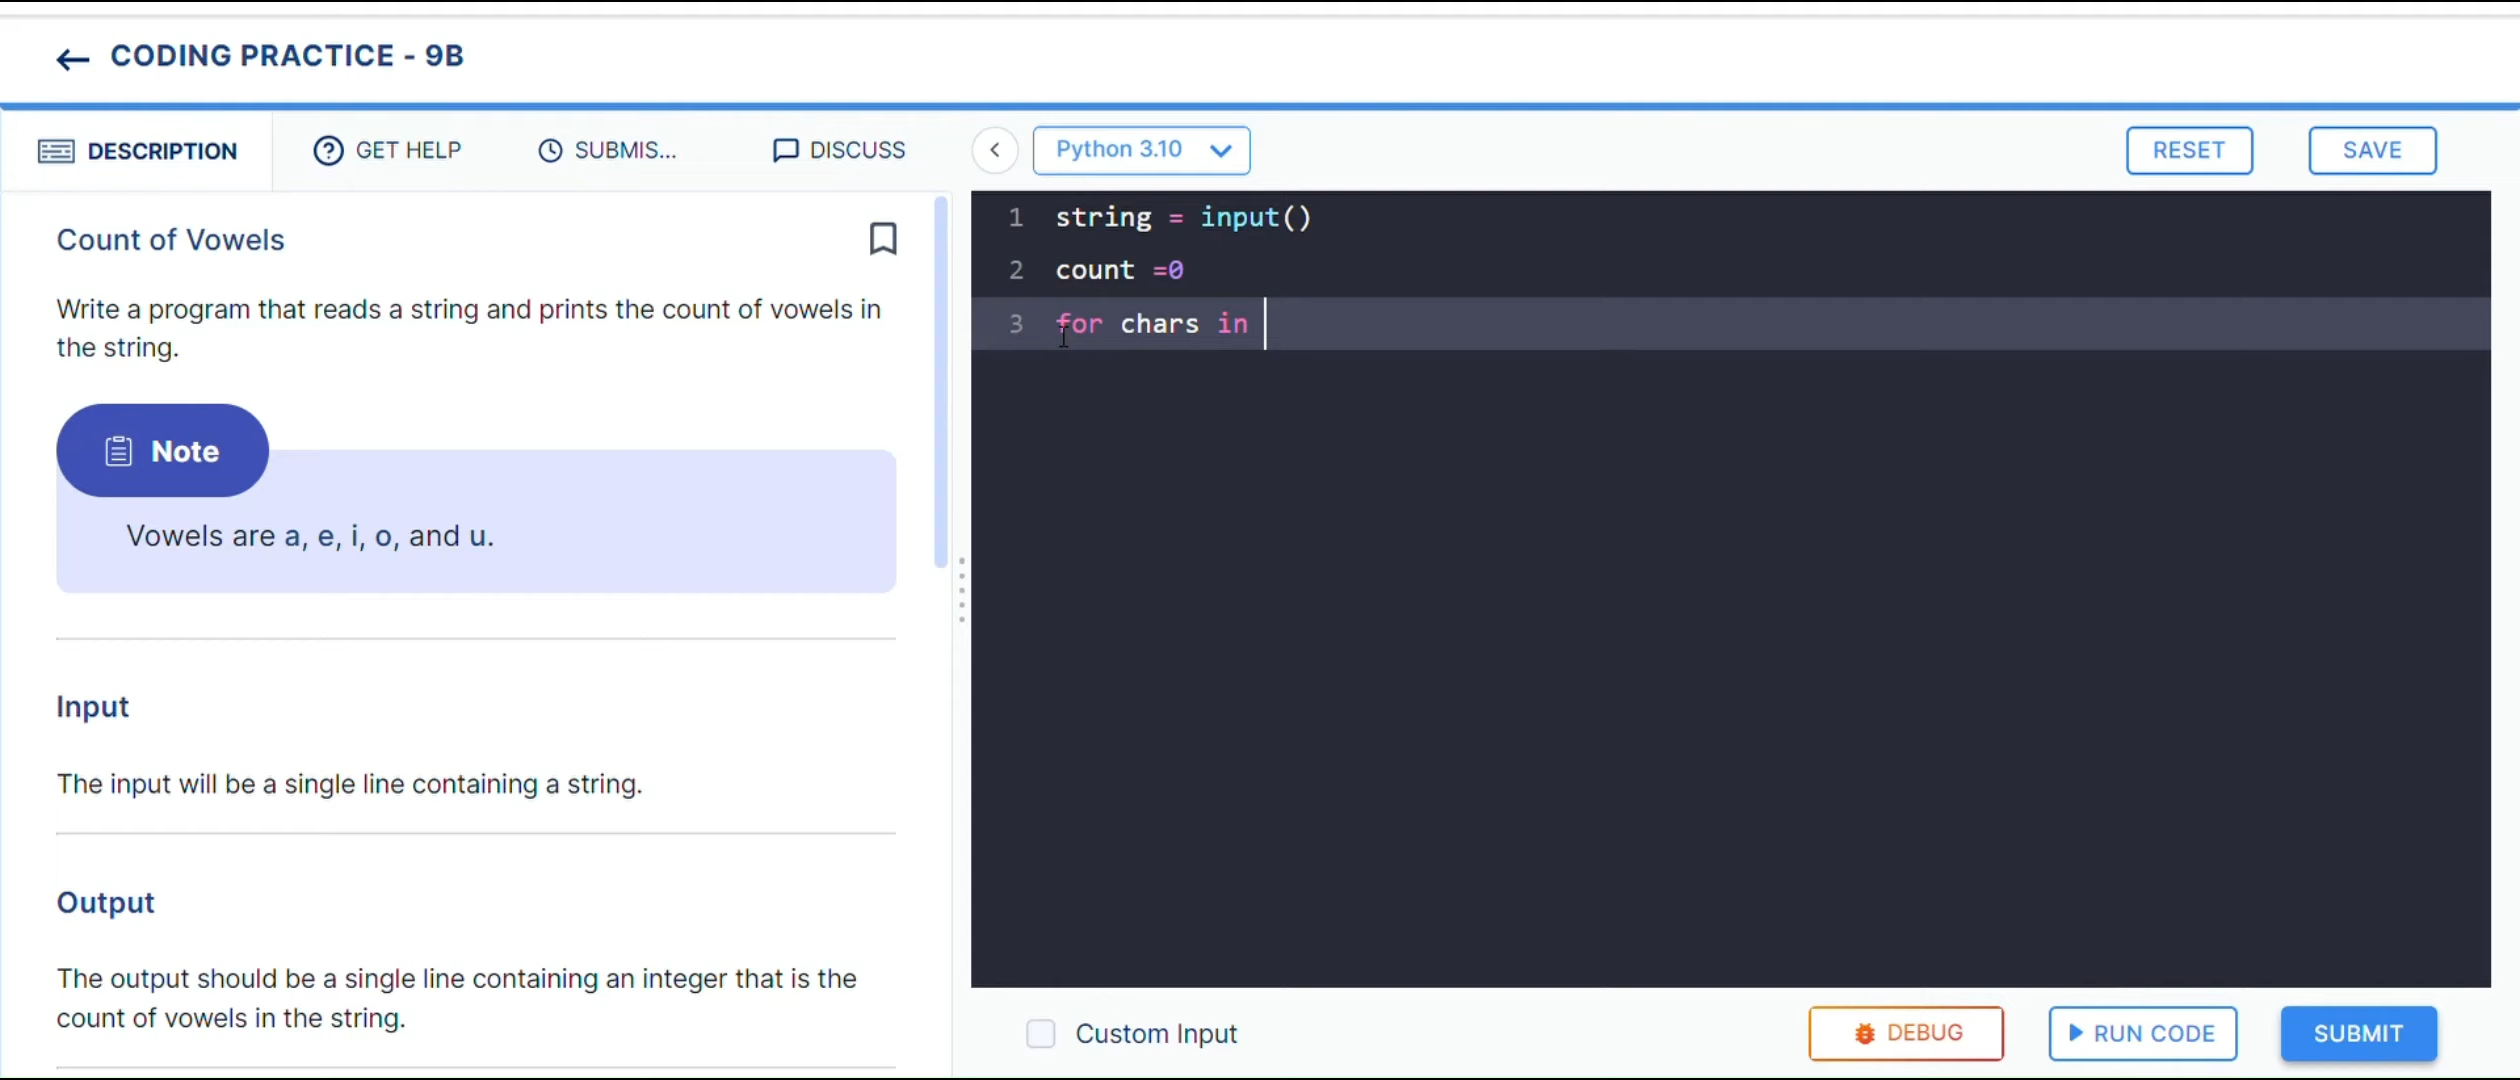 CODING PRACTICE - 9B
DESCRIPTION
GET HELP
SUBMIS...
DISCUSS
Python 3.10
RESET
SAVE
Count of Vowels
Write a program that reads a string and prints the count of vowels in
the string.
Note
Vowels are a, e, i, o, and u.
Input
The input will be a single line containing a string.
Output
The output should be a single line containing an integer that is the
count of vowels in the string.
1 string = input()
2 count =0
3 for chars in
Custom Input
DEBUG
RUN CODE
SUBMIT